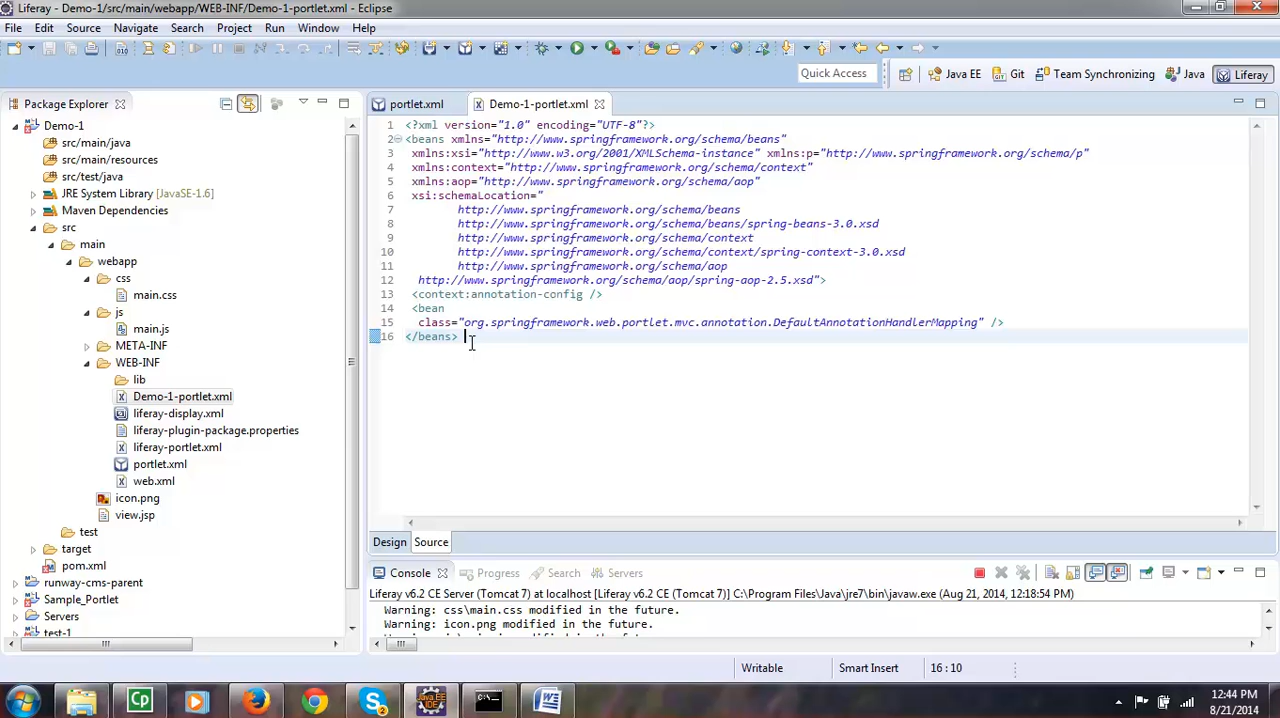 Liferay - Demo-1/src/main/webapp/WEB-INF/Demo-1-portlet.xml - Eclipse
File Edit Source Navigate Search Project Run Window Help
Quick Access Java EE Git Team Synchronizing Java Liferay
Package Explorer
portlet.xml Demo-1-portlet.xml
Demo-1
src/main/java
src/main/resources
src/test/java
JRE System Library [JavaSE-1.6]
Maven Dependencies
src
main
webapp
css
main.css
js
main.js
META-INF
WEB-INF
lib
Demo-1-portlet.xml
liferay-display.xml
liferay-plugin-package.properties
liferay-portlet.xml
portlet.xml
web.xml
icon.png
view.jsp
test
target
pom.xml
runway-cms-parent
Sample_Portlet
Servers
test-1
1 <?xml version="1.0" encoding="UTF-8"?>
2 <beans xmlns="http://www.springframework.org/schema/beans"
3 xmlns:xsi="http://www.w3.org/2001/XMLSchema-instance" xmlns:p="http://www.springframework.org/schema/p"
4 xmlns:context="http://www.springframework.org/schema/context"
5 xmlns:aop="http://www.springframework.org/schema/aop"
6 xsi:schemaLocation="
7 http://www.springframework.org/schema/beans
8 http://www.springframework.org/schema/beans/spring-beans-3.0.xsd
9 http://www.springframework.org/schema/context
10 http://www.springframework.org/schema/context/spring-context-3.0.xsd
11 http://www.springframework.org/schema/aop
12 http://www.springframework.org/schema/aop/spring-aop-2.5.xsd">
13 <context:annotation-config />
14 <bean
15 class="org.springframework.web.portlet.mvc.annotation.DefaultAnnotationHandlerMapping" />
16 </beans>
Design Source
Console Progress Search Servers
Liferay v6.2 CE Server (Tomcat 7) at localhost [Liferay v6.2 CE (Tomcat 7)] C:\Program Files\Java\jre7\bin\javaw.exe (Aug 21, 2014, 12:18:54 PM)
Warning: css\main.css modified in the future.
Warning: icon.png modified in the future.
Writable Smart Insert 16 : 10
Cp
Java EE IDE
12:44 PM
8/21/2014